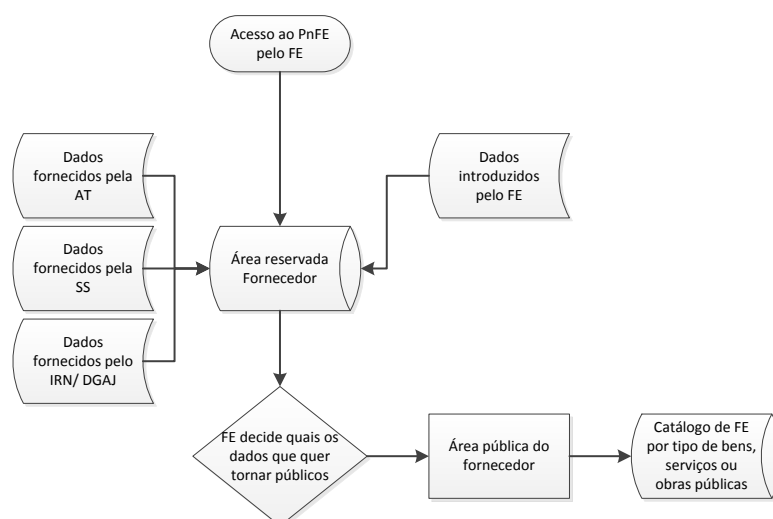 Acesso ao PnFE
pelo FE
Dados
fornecidos pela
AT
Dados
introduzidos
pelo FE
Dados
fornecidos pela
SS
Área reservada
Fornecedor
Dados
fornecidos pelo
IRN/ DGAJ
FE decide quais os
dados que quer
tornar públicos
Área pública do
fornecedor
Catálogo de FE
por tipo de bens,
serviços ou
obras públicas